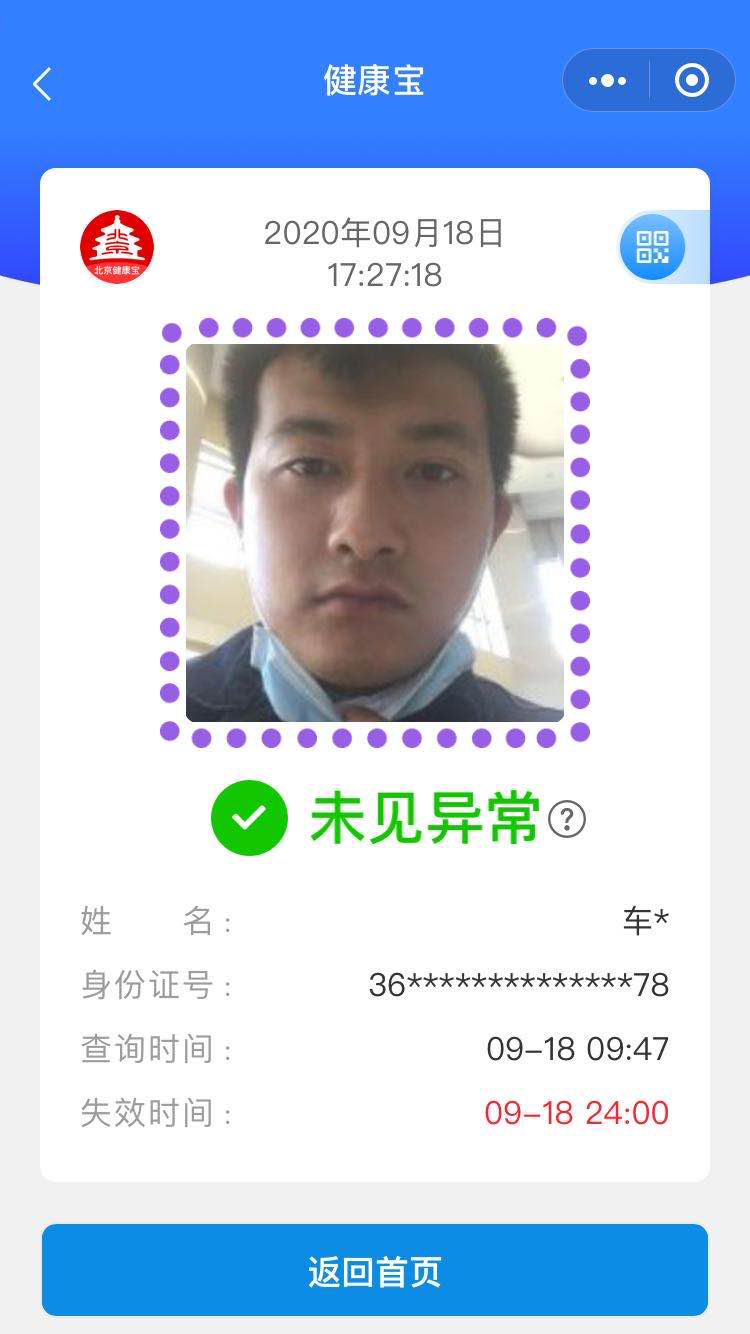 健康宝
2020年09月18日
17:27:18
北京健康宝
未见异常?
姓 名: 车*
身份证号: 36**************78
查询时间: 09-18 09:47
失效时间: 09-18 24:00
返回首页